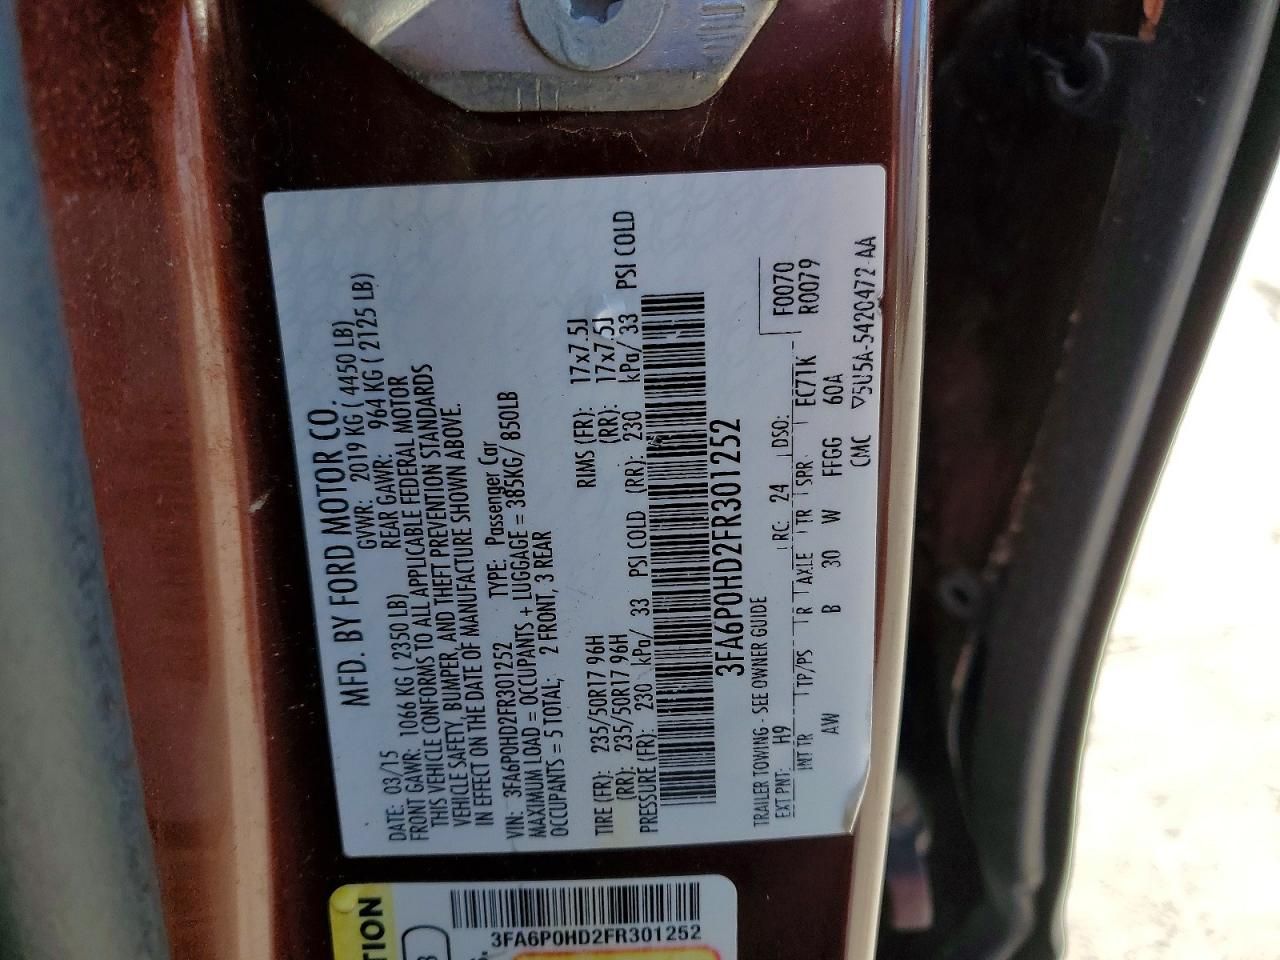 MFD. BY FORD MOTOR CO.
DATE: 03/15 GVWR: 2019 KG ( 4450 LB)
FRONT GAWR: 1066 KG ( 2350 LB) REAR GAWR: 964 KG ( 2125 LB)
THIS VEHICLE CONFORMS TO ALL APPLICABLE FEDERAL MOTOR
VEHICLE SAFETY, BUMPER, AND THEFT PREVENTION STANDARDS
IN EFFECT ON THE DATE OF MANUFACTURE SHOWN ABOVE.
VIN: 3FA6P0HD2FR301252 TYPE: Passenger Car
MAXIMUM LOAD = OCCUPANTS + LUGGAGE = 385KG/ 850LB
OCCUPANTS = 5 TOTAL; 2 FRONT, 3 REAR
TIRE (FR): 235/50R17 96H RIMS (FR): 17x7.5J
(RR): 235/50R17 96H (RR): 17x7.5J
PRESSURE (FR): 230 kPa/ 33 PSI COLD (RR): 230 kPa/ 33 PSI COLD
3FA6P0HD2FR301252
TRAILER TOWING - SEE OWNER GUIDE
F0070
R0079
EXT PNT: H9 RC: 24 DSO:
INT TR TP/PS R AXLE TR SPR EC71K
AW B 30 W FFGG 60A
CMC ▽5U5A-5420472-AA
TION
3FA6P0HD2FR301252